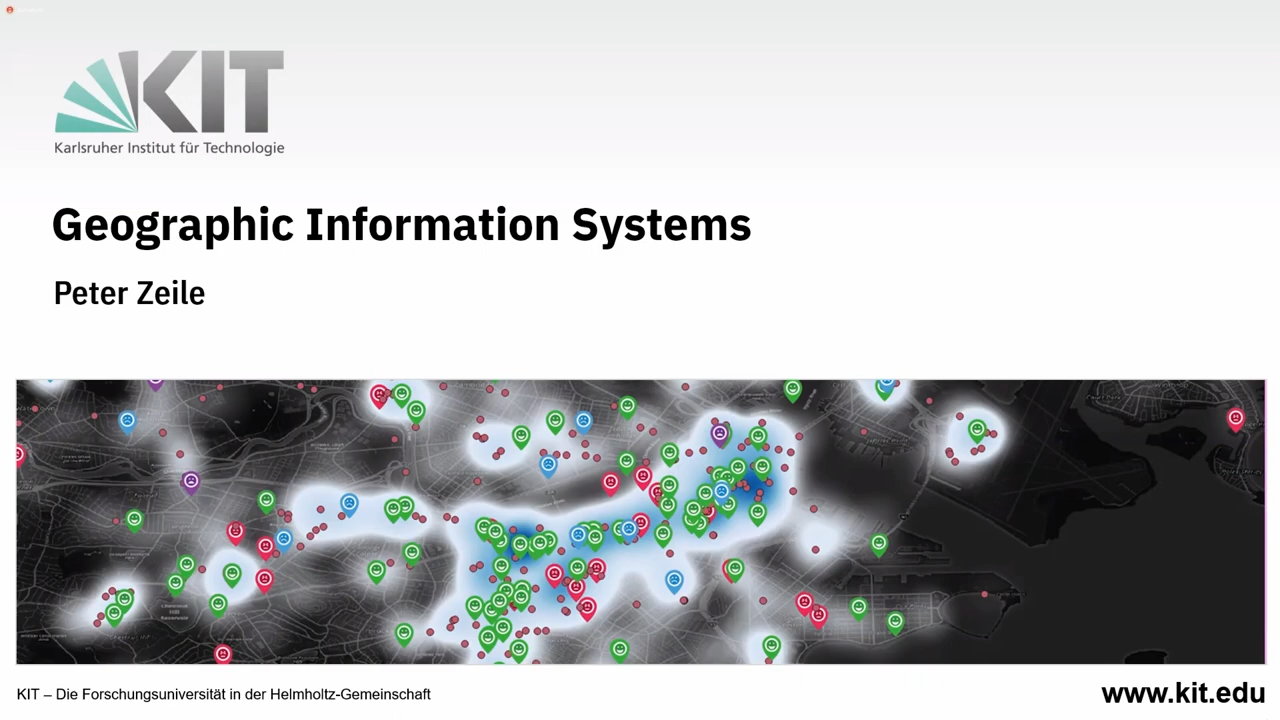 KIT
Karlsruher Institut für Technologie
Geographic Information Systems
Peter Zeile
KIT – Die Forschungsuniversität in der Helmholtz-Gemeinschaft
www.kit.edu